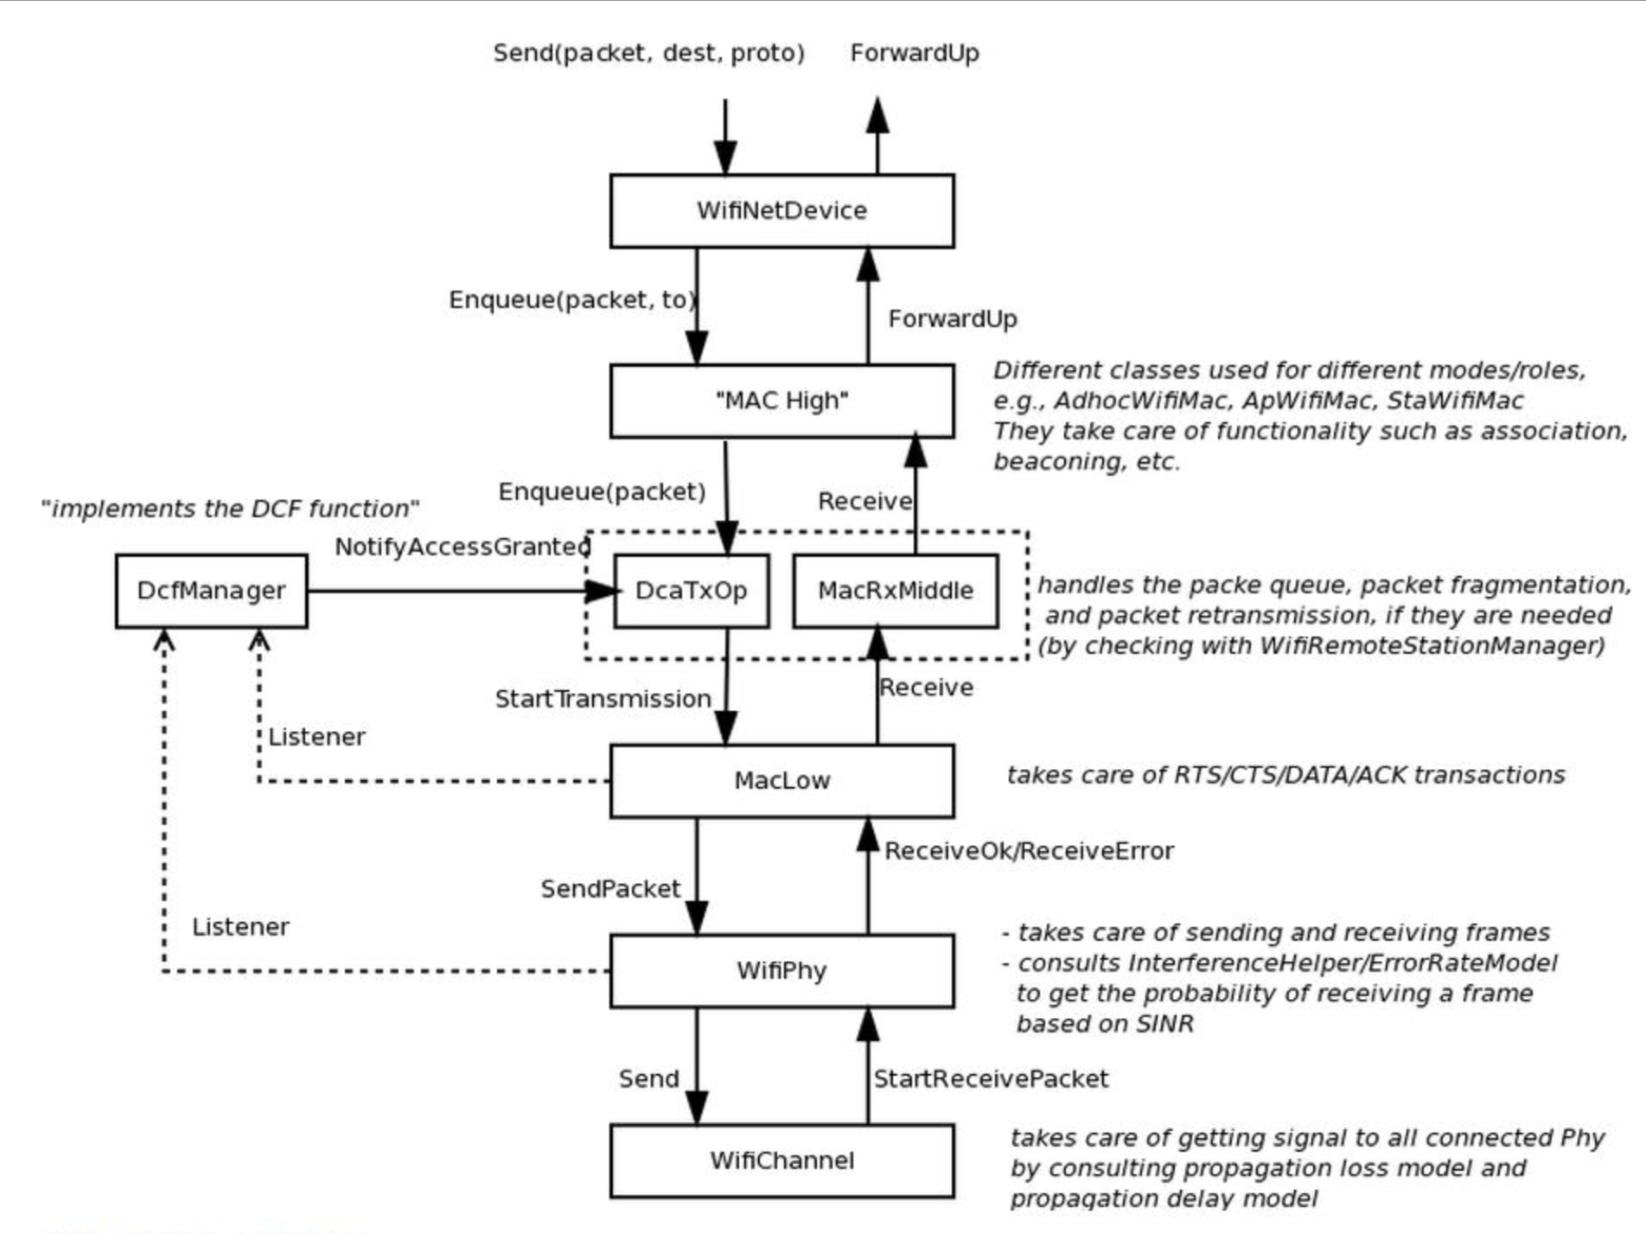 Send(packet, dest, proto)
ForwardUp
WifiNetDevice
Enqueue(packet, to)
ForwardUp
"MAC High"
Different classes used for different modes/roles,
e.g., AdhocWifiMac, ApWifiMac, StaWifiMac
They take care of functionality such as association,
beaconing, etc.
Enqueue(packet)
Receive
"implements the DCF function"
NotifyAccessGranted
DcfManager
DcaTxOp
MacRxMiddle
handles the packe queue, packet fragmentation,
and packet retransmission, if they are needed
(by checking with WifiRemoteStationManager)
StartTransmission
Receive
Listener
MacLow
takes care of RTS/CTS/DATA/ACK transactions
ReceiveOk/ReceiveError
SendPacket
Listener
WifiPhy
- takes care of sending and receiving frames
- consults InterferenceHelper/ErrorRateModel
to get the probability of receiving a frame
based on SINR
Send
StartReceivePacket
WifiChannel
takes care of getting signal to all connected Phy
by consulting propagation loss model and
propagation delay model